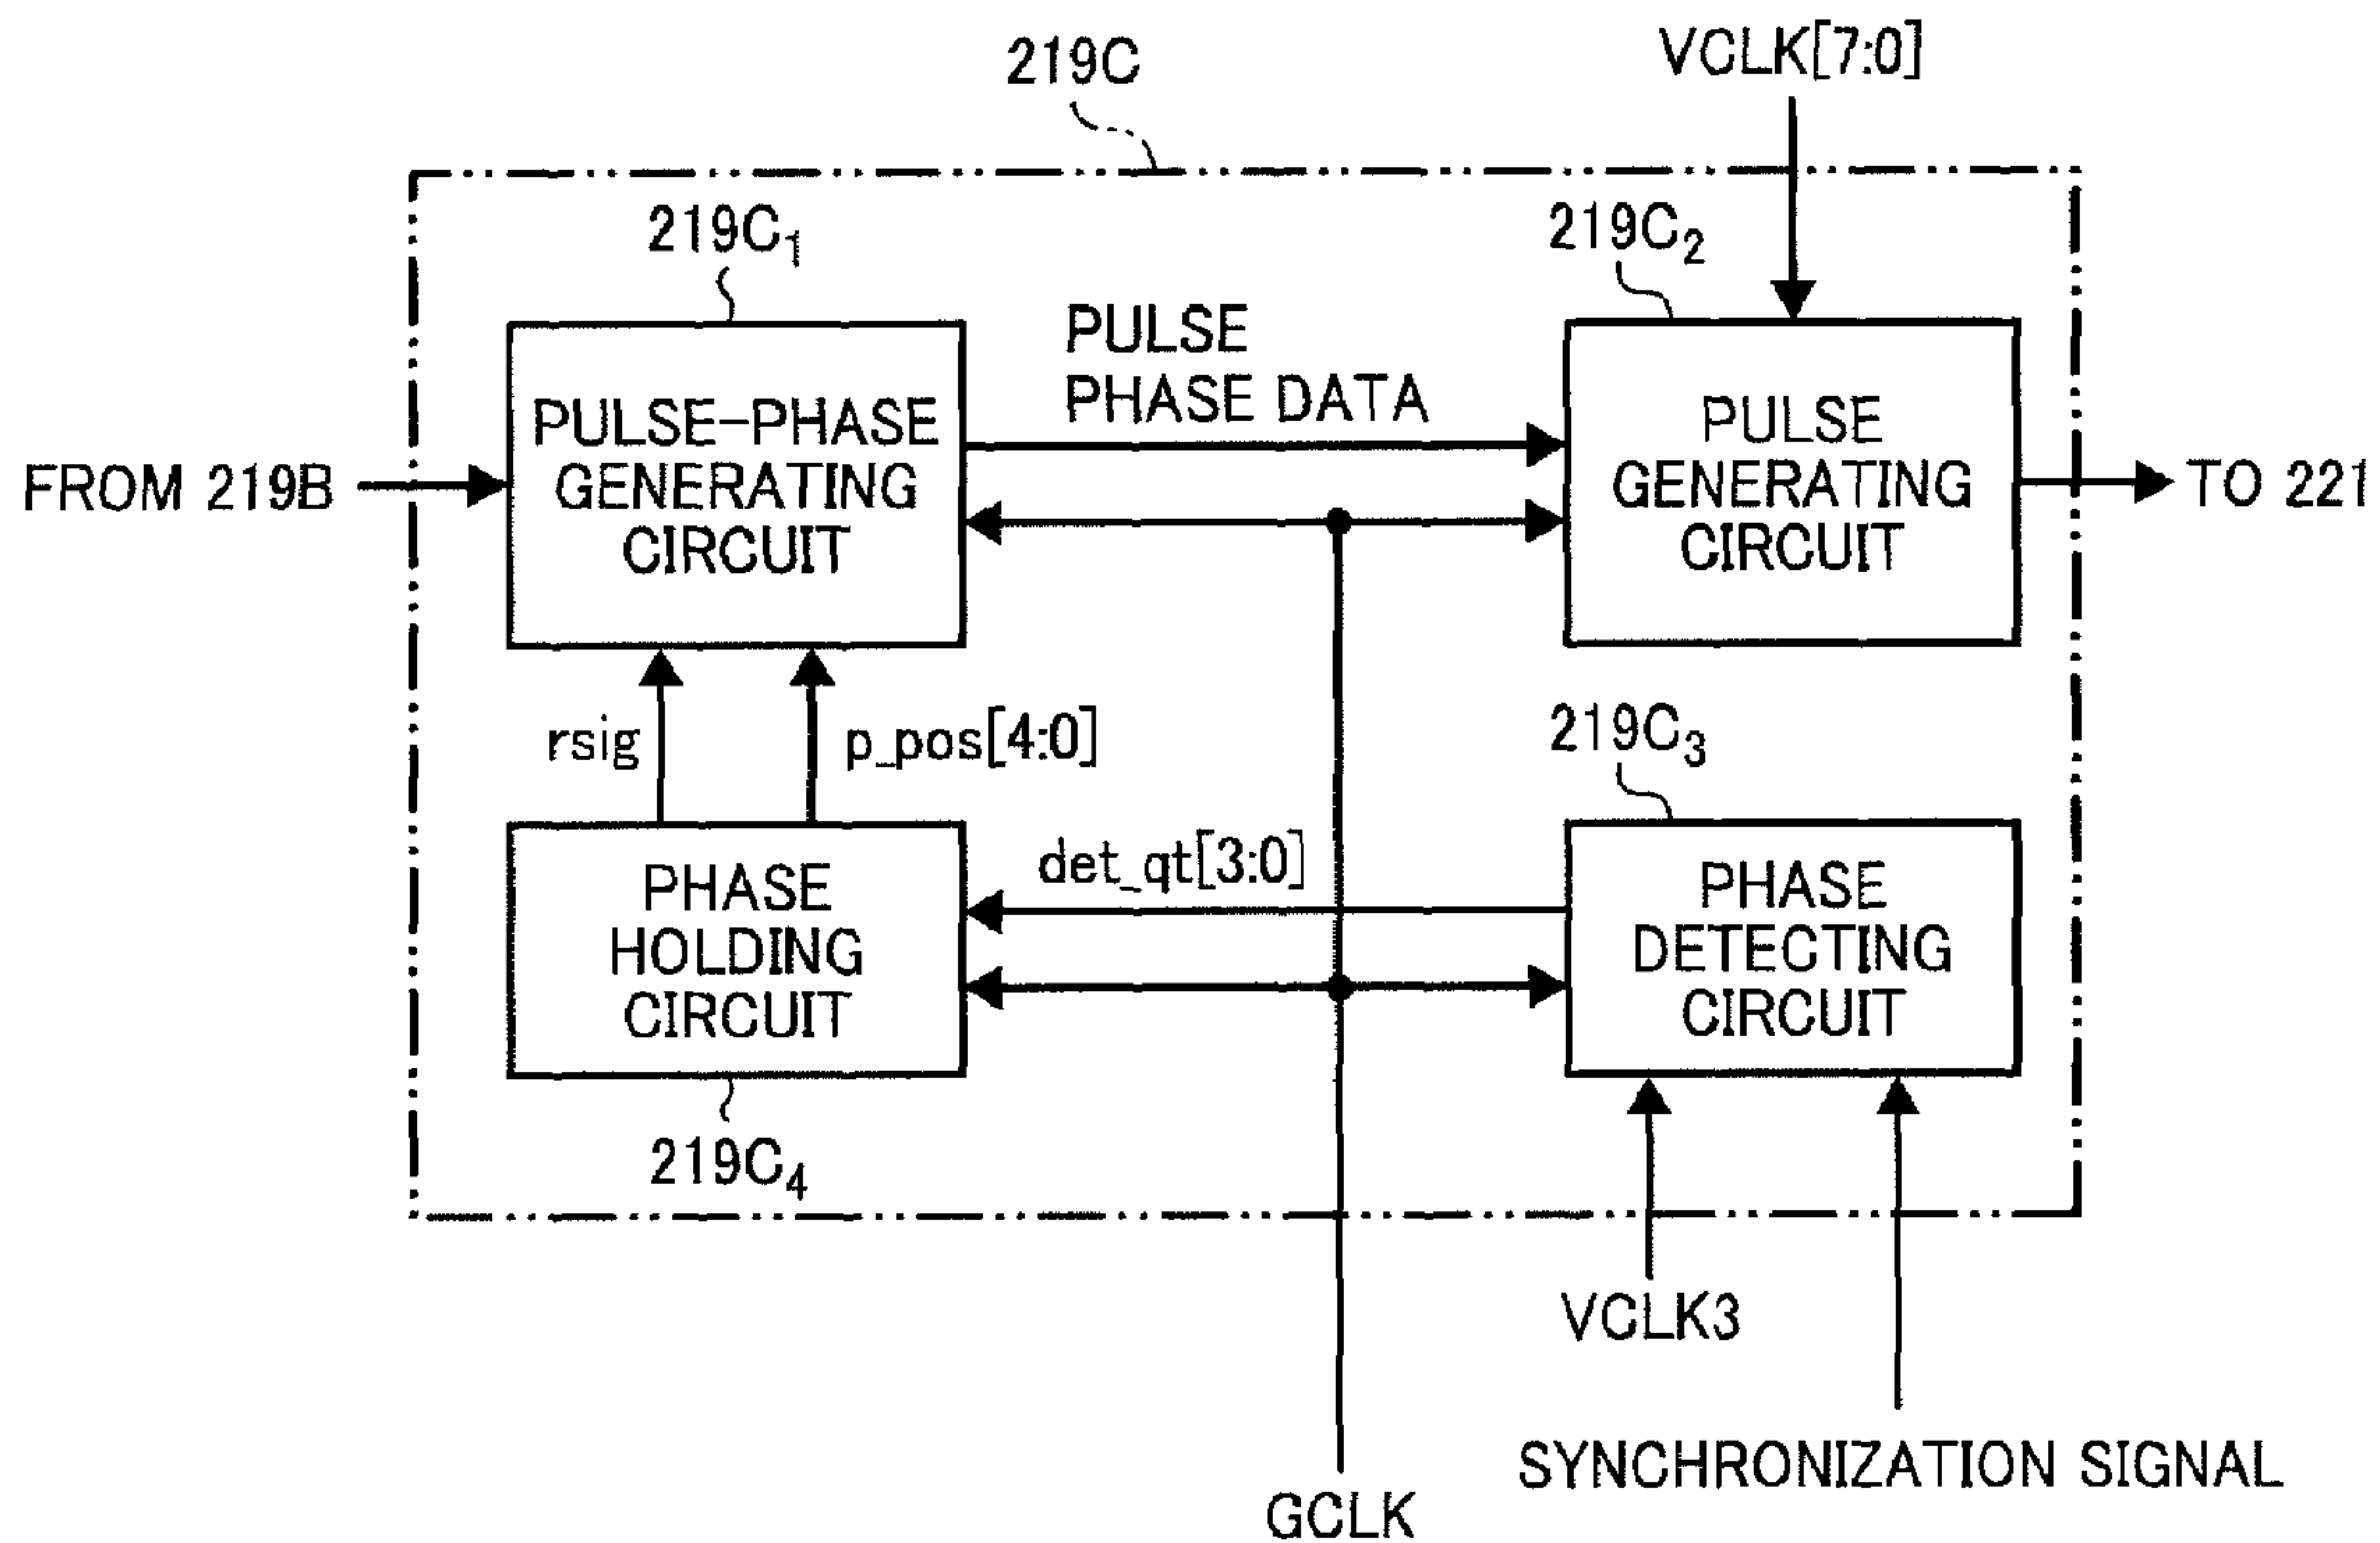 219C
VCLK[7:0]
219C₁
219C₂
PULSE
PHASE DATA
PULSE-PHASE
GENERATING
CIRCUIT
PULSE
GENERATING
CIRCUIT
FROM 219B
TO 221
rsig
p_pos[4:0]
219C₃
det_qt[3:0]
PHASE
HOLDING
CIRCUIT
PHASE
DETECTING
CIRCUIT
219C₄
VCLK3
SYNCHRONIZATION SIGNAL
GCLK